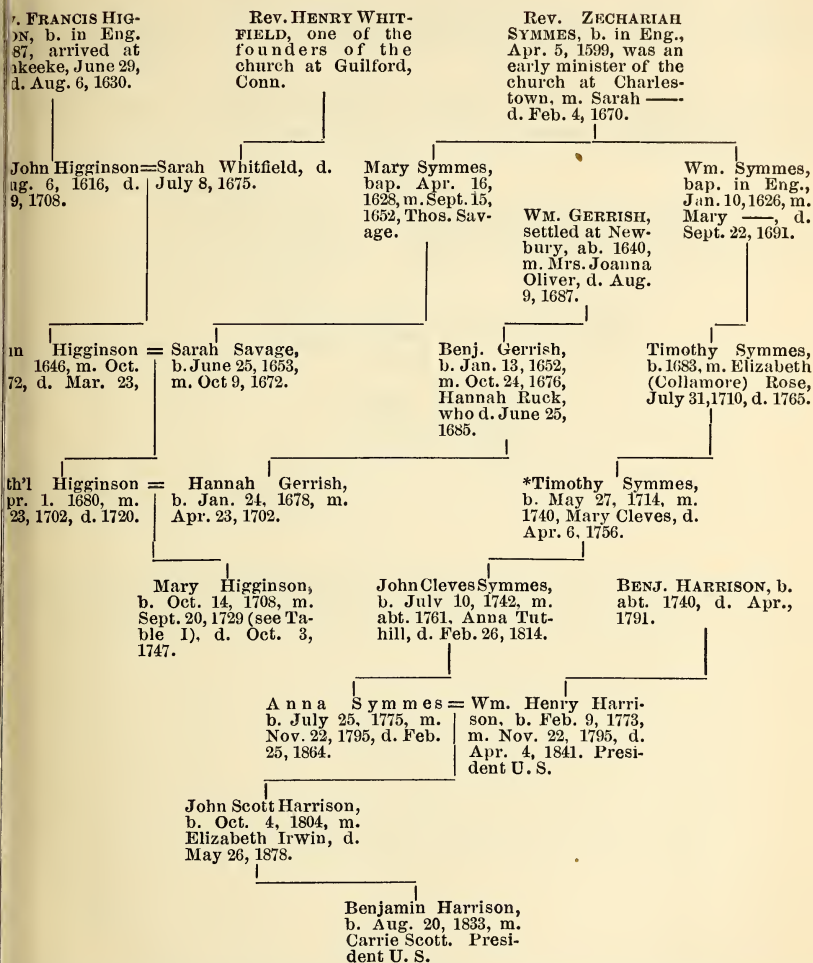 v. FRANCIS HIG-
ON, b. in Eng.
87, arrived at
nkeeke, June 29,
d. Aug. 6, 1630.
Rev. HENRY WHIT-
FIELD, one of the
founders of the
church at Guilford,
Conn.
Rev. ZECHARIAH
SYMMES, b. in Eng.,
Apr. 5, 1599, was an
early minister of the
church at Charles-
town, m. Sarah ——
d. Feb. 4, 1670.
John Higginson=
ug. 6, 1616, d.
9, 1708.
Sarah Whitfield, d.
July 8, 1675.
Mary Symmes,
bap. Apr. 16,
1628, m. Sept. 15,
1652, Thos. Sav-
age.
Wm. Symmes,
bap. in Eng.,
Jan. 10, 1626, m.
Mary ——, d.
Sept. 22, 1691.
WM. GERRISH,
settled at New-
bury, ab. 1640,
m. Mrs. Joanna
Oliver, d. Aug.
9, 1687.
in Higginson =
1646, m. Oct.
72, d. Mar. 23,
Sarah Savage,
b. June 25, 1653,
m. Oct 9, 1672.
Benj. Gerrish,
b. Jan. 13, 1652,
m. Oct. 24, 1676,
Hannah Ruck,
who d. June 25,
1685.
Timothy Symmes,
b. 1683, m. Elizabeth
(Collamore) Rose,
July 31, 1710, d. 1765.
th'l Higginson =
pr. 1. 1680, m.
23, 1702, d. 1720.
Hannah Gerrish,
b. Jan. 24, 1678, m.
Apr. 23, 1702.
*Timothy Symmes,
b. May 27, 1714, m.
1740, Mary Cleves, d.
Apr. 6, 1756.
Mary Higginson,
b. Oct. 14, 1708, m.
Sept. 20, 1729 (see Ta-
ble I), d. Oct. 3,
1747.
John Cleves Symmes,
b. July 10, 1742, m.
abt. 1761, Anna Tut-
hill, d. Feb. 26, 1814.
BENJ. HARRISON, b.
abt. 1740, d. Apr.,
1791.
Anna Symmes =
b. July 25, 1775, m.
Nov. 22, 1795, d. Feb.
25, 1864.
Wm. Henry Harri-
son, b. Feb. 9, 1773,
m. Nov. 22, 1795, d.
Apr. 4, 1841. Presi-
dent U. S.
John Scott Harrison,
b. Oct. 4, 1804, m.
Elizabeth Irwin, d.
May 26, 1878.
Benjamin Harrison,
b. Aug. 20, 1833, m.
Carrie Scott. Presi-
dent U. S.